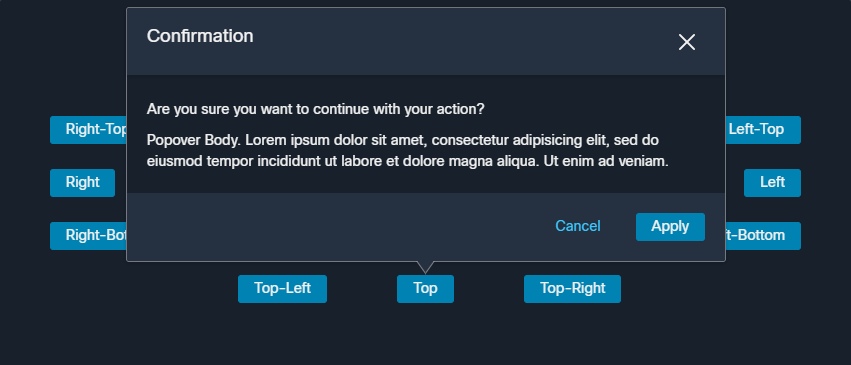 Confirmation
Are you sure you want to continue with your action?
Popover Body. Lorem ipsum dolor sit amet, consectetur adipisicing elit, sed do
eiusmod tempor incididunt ut labore et dolore magna aliqua. Ut enim ad veniam.
Cancel
Apply
Right-Top
Left-Top
Right
Left
Right-Bot
t-Bottom
Top-Left
Top
Top-Right